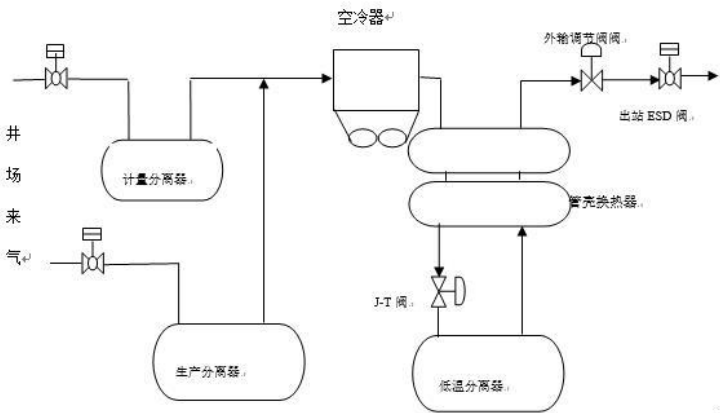 空冷器
外输调节阀阀
出站 ESD 阀
井
场
来
气
计量分离器
管壳换热器
J-T 阀
生产分离器
低温分离器